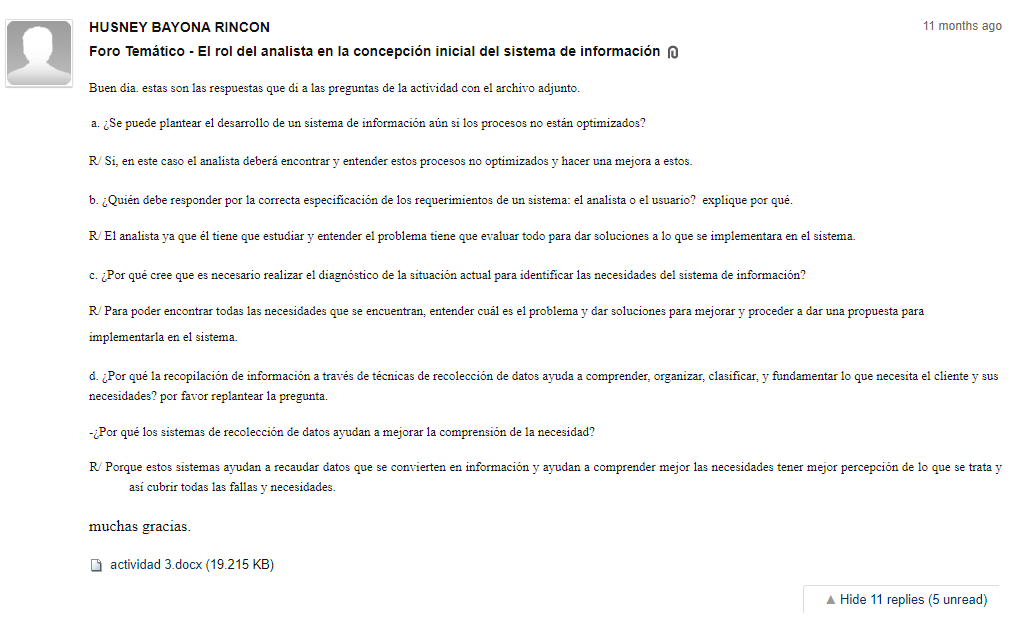 HUSNEY BAYONA RINCON
11 months ago
Foro Temático - El rol del analista en la concepción inicial del sistema de información
Buen dia. estas son las respuestas que di a las preguntas de la actividad con el archivo adjunto.
a. ¿Se puede plantear el desarrollo de un sistema de información aún si los procesos no están optimizados?
R/ Si, en este caso el analista deberá encontrar y entender estos procesos no optimizados y hacer una mejora a estos.
b. ¿Quién debe responder por la correcta especificación de los requerimientos de un sistema: el analista o el usuario? explique por qué.
R/ El analista ya que él tiene que estudiar y entender el problema tiene que evaluar todo para dar soluciones a lo que se implementara en el sistema.
c. ¿Por qué cree que es necesario realizar el diagnóstico de la situación actual para identificar las necesidades del sistema de información?
R/ Para poder encontrar todas las necesidades que se encuentran, entender cuál es el problema y dar soluciones para mejorar y proceder a dar una propuesta para
implementarla en el sistema.
d. ¿Por qué la recopilación de información a través de técnicas de recolección de datos ayuda a comprender, organizar, clasificar, y fundamentar lo que necesita el cliente y sus
necesidades? por favor replantear la pregunta.
-¿Por qué los sistemas de recolección de datos ayudan a mejorar la comprensión de la necesidad?
R/ Porque estos sistemas ayudan a recaudar datos que se convierten en información y ayudan a comprender mejor las necesidades tener mejor percepción de lo que se trata y
así cubrir todas las fallas y necesidades.
muchas gracias.
actividad 3.docx (19.215 KB)
Hide 11 replies (5 unread)